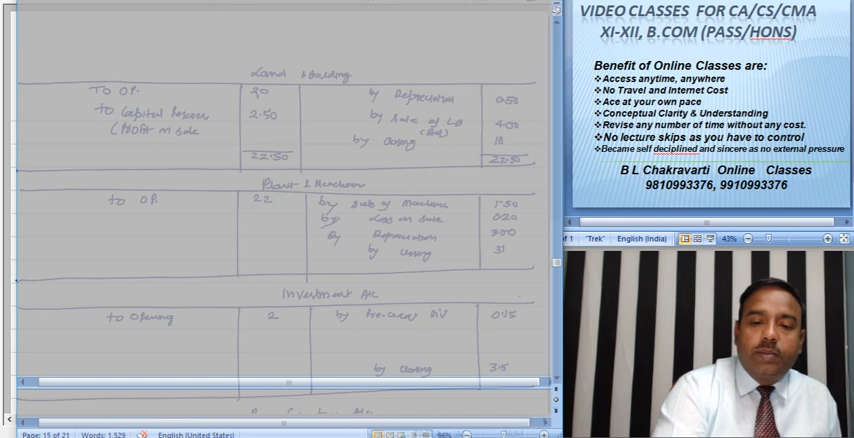 Land & Building
To OP. 20 by Depreciation 0.50
to Capital Reserve 2.50 by Sale of LB 4.00
(Profit on Sale (Bal)
by Closing 18
22.50 22.50
Plant & Machinery
to OP. 22 by Sale of Machine 1.50
by Loss on Sale 0.20
By Depreciation 3.00
by Closing 31
Investment A/c
to Opening 2 by Div 0.15
by Closing 3.5
Page: 15 of 21 Words: 1,529 English (United States) 96%
VIDEO CLASSES FOR CA/CS/CMA
XI-XII, B.COM (PASS/HONS)
Benefit of Online Classes are:
❖Access anytime, anywhere
❖No Travel and Internet Cost
❖Ace at your own pace
❖Conceptual Clarity & Understanding
❖Revise any number of time without any cost.
❖No lecture skips as you have to control
❖Became self deciplined and sincere as no external pressure
B L Chakravarti Online Classes
9810993376, 9910993376
of 1 "Trek" English (India) 43%